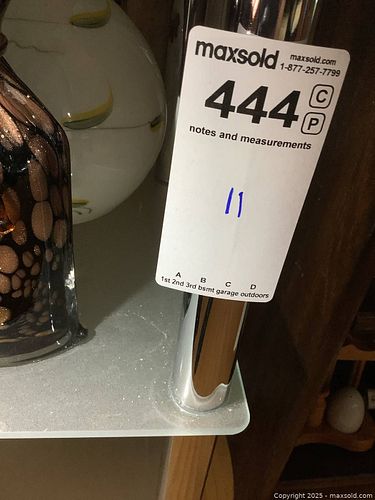 maxsold maxsold.com
1-877-257-7799
444 C
P
notes and measurements
11
A B C D
1st 2nd 3rd bsmt garage outdoors
Copyright 2025 - maxsold.com